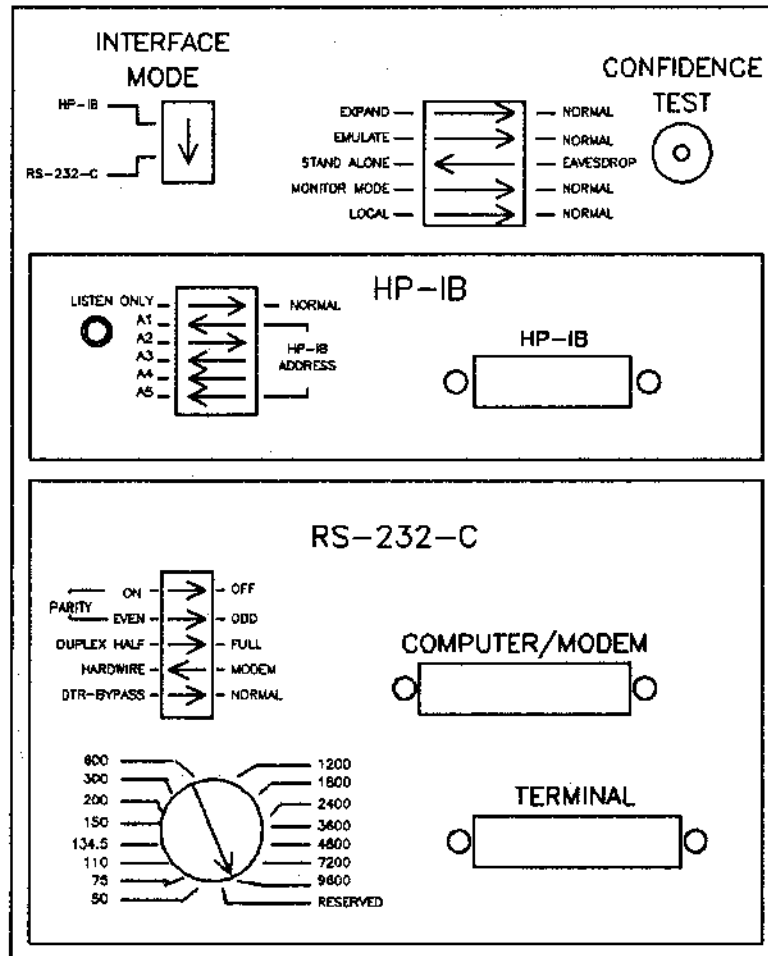 INTERFACE
MODE
HP-IB
RS-232-C
EXPAND
NORMAL
EMULATE
NORMAL
STAND ALONE
EAVESDROP
MONITOR MODE
NORMAL
LOCAL
NORMAL
CONFIDENCE
TEST
HP-IB
LISTEN ONLY
NORMAL
A1
A2
A3
A4
A5
HP-IB
ADDRESS
HP-IB
RS-232-C
PARITY
ON
OFF
EVEN
ODD
DUPLEX HALF
FULL
HARDWIRE
MODEM
DTR-BYPASS
NORMAL
COMPUTER/MODEM
600
300
200
150
134.5
110
75
50
1200
1800
2400
3600
4800
7200
9600
RESERVED
TERMINAL